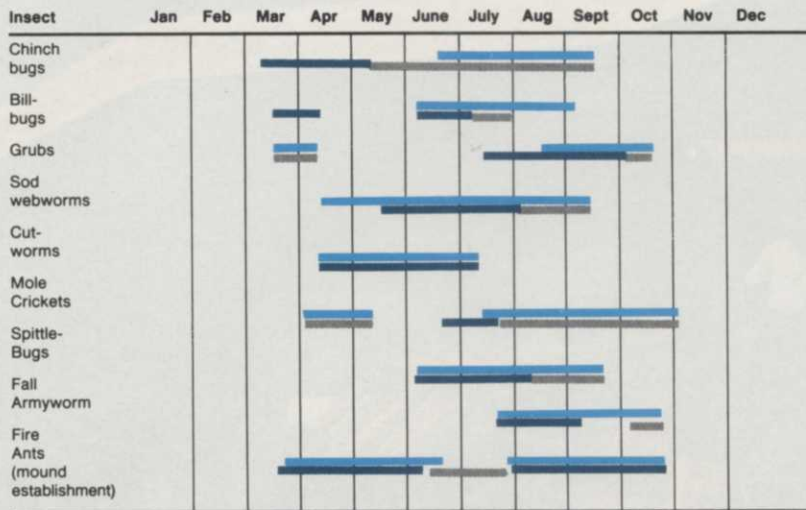 Insect Jan Feb Mar Apr May June July Aug Sept Oct Nov Dec
Chinch
bugs
Bill-
bugs
Grubs
Sod
webworms
Cut-
worms
Mole
Crickets
Spittle-
Bugs
Fall
Armyworm
Fire
Ants
(mound
establishment)